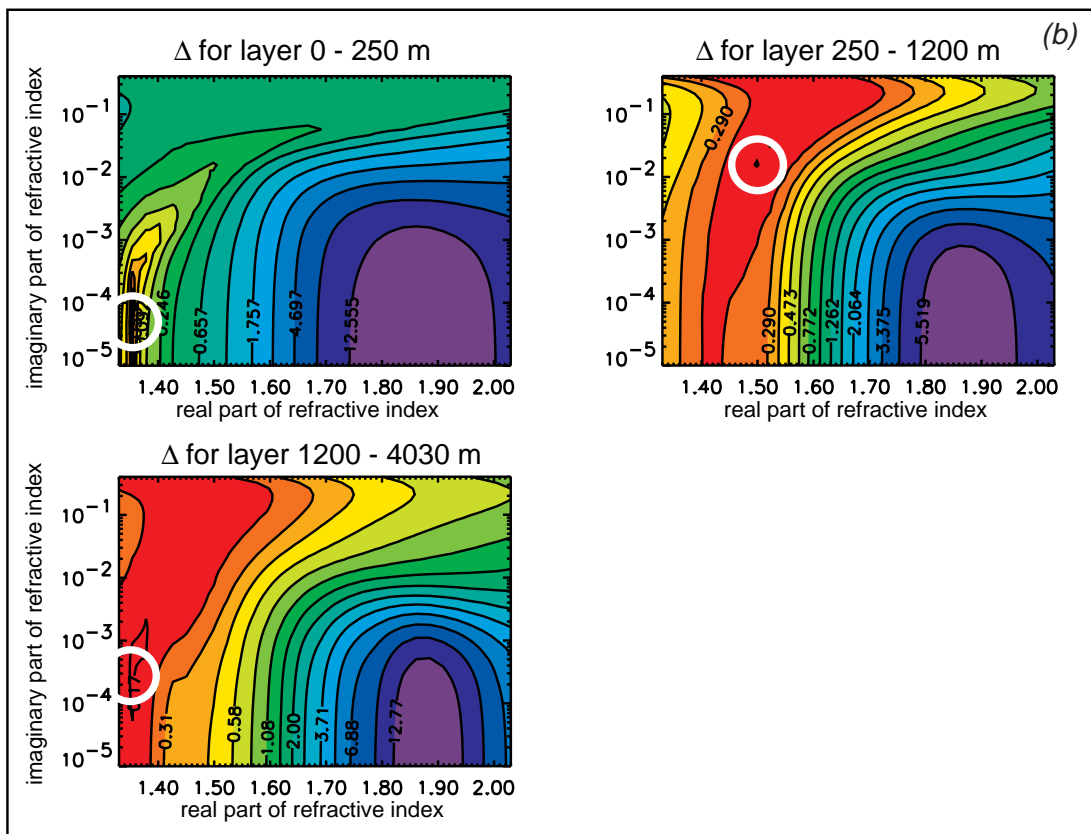 (b)
Δ for layer 0 - 250 m
imaginary part of refractive index
10⁻¹
10⁻²
10⁻³
10⁻⁴
10⁻⁵
0.246
0.657
1.757
4.697
12.555
1.40 1.50 1.60 1.70 1.80 1.90 2.00
real part of refractive index
Δ for layer 250 - 1200 m
imaginary part of refractive index
10⁻¹
10⁻²
10⁻³
10⁻⁴
10⁻⁵
0.290
0.290
0.473
0.772
1.262
2.064
3.375
5.519
1.40 1.50 1.60 1.70 1.80 1.90 2.00
real part of refractive index
Δ for layer 1200 - 4030 m
imaginary part of refractive index
10⁻¹
10⁻²
10⁻³
10⁻⁴
10⁻⁵
0.17
0.31
0.58
1.08
2.00
3.71
6.88
12.77
1.40 1.50 1.60 1.70 1.80 1.90 2.00
real part of refractive index